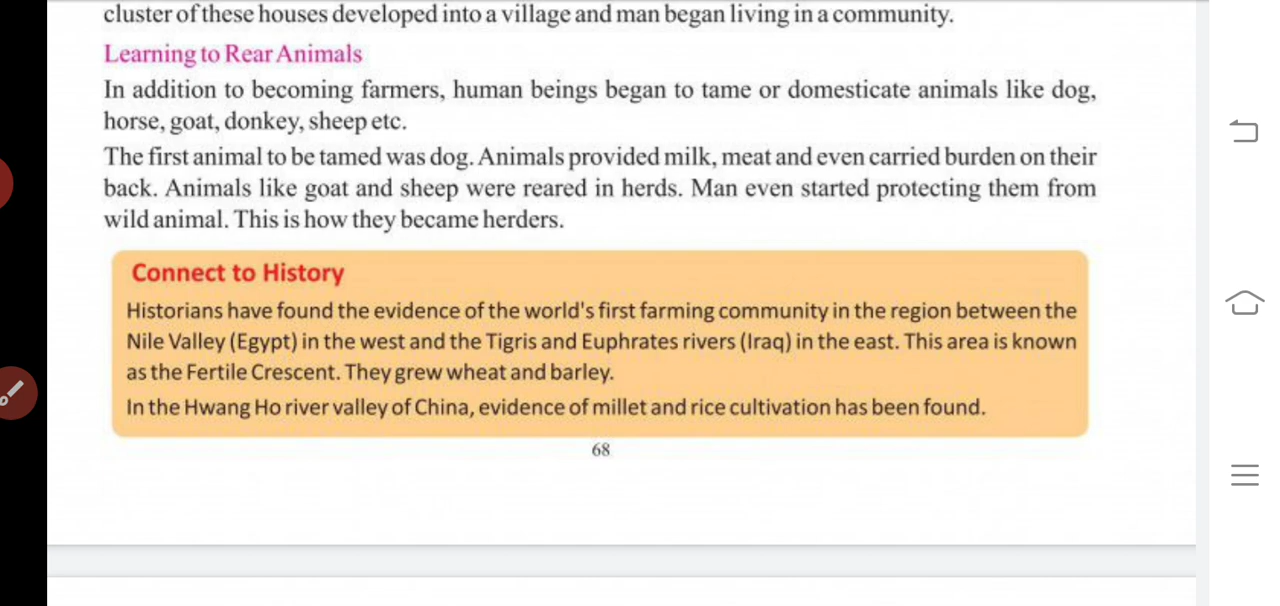 cluster of these houses developed into a village and man began living in a community.
Learning to Rear Animals
In addition to becoming farmers, human beings began to tame or domesticate animals like dog,
horse, goat, donkey, sheep etc.
The first animal to be tamed was dog. Animals provided milk, meat and even carried burden on their
back. Animals like goat and sheep were reared in herds. Man even started protecting them from
wild animal. This is how they became herders.
Connect to History
Historians have found the evidence of the world's first farming community in the region between the
Nile Valley (Egypt) in the west and the Tigris and Euphrates rivers (Iraq) in the east. This area is known
as the Fertile Crescent. They grew wheat and barley.
In the Hwang Ho river valley of China, evidence of millet and rice cultivation has been found.
68